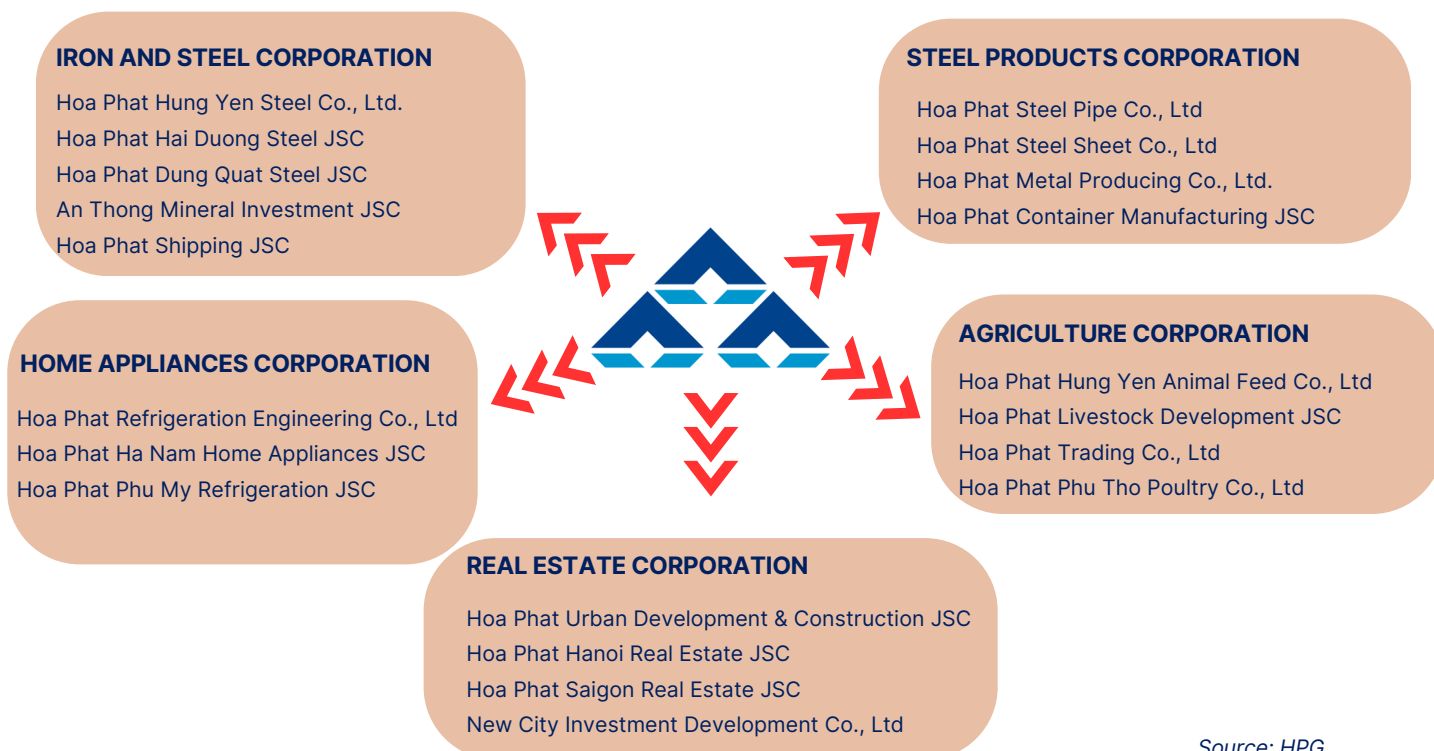 IRON AND STEEL CORPORATION
Hoa Phat Hung Yen Steel Co., Ltd.
Hoa Phat Hai Duong Steel JSC
Hoa Phat Dung Quat Steel JSC
An Thong Mineral Investment JSC
Hoa Phat Shipping JSC
STEEL PRODUCTS CORPORATION
Hoa Phat Steel Pipe Co., Ltd
Hoa Phat Steel Sheet Co., Ltd
Hoa Phat Metal Producing Co., Ltd.
Hoa Phat Container Manufacturing JSC
HOME APPLIANCES CORPORATION
Hoa Phat Refrigeration Engineering Co., Ltd
Hoa Phat Ha Nam Home Appliances JSC
Hoa Phat Phu My Refrigeration JSC
AGRICULTURE CORPORATION
Hoa Phat Hung Yen Animal Feed Co., Ltd
Hoa Phat Livestock Development JSC
Hoa Phat Trading Co., Ltd
Hoa Phat Phu Tho Poultry Co., Ltd
REAL ESTATE CORPORATION
Hoa Phat Urban Development & Construction JSC
Hoa Phat Hanoi Real Estate JSC
Hoa Phat Saigon Real Estate JSC
New City Investment Development Co., Ltd
Source: HPG